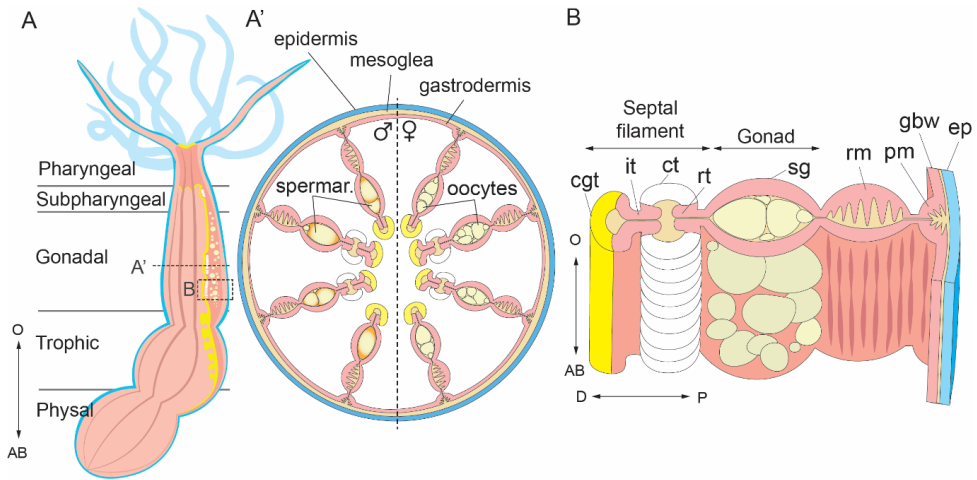 A
Pharyngeal
Subpharyngeal
Gonadal
A'
B
O
Trophic
Physal
AB
A'
epidermis
mesoglea
gastrodermis
♂ ♀
spermar.
oocytes
B
Septal
filament
Gonad
gbw
ep
cgt
it
ct
rt
sg
rm
pm
O
AB
D
P